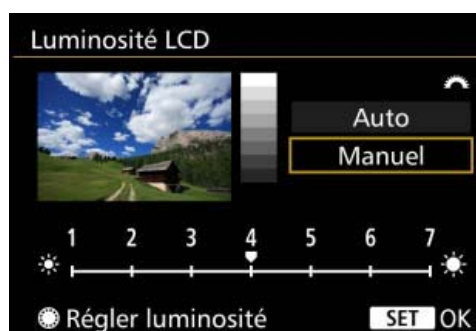 Luminosité LCD
Auto
Manuel
1 2 3 4 5 6 7
Régler luminosité SET OK